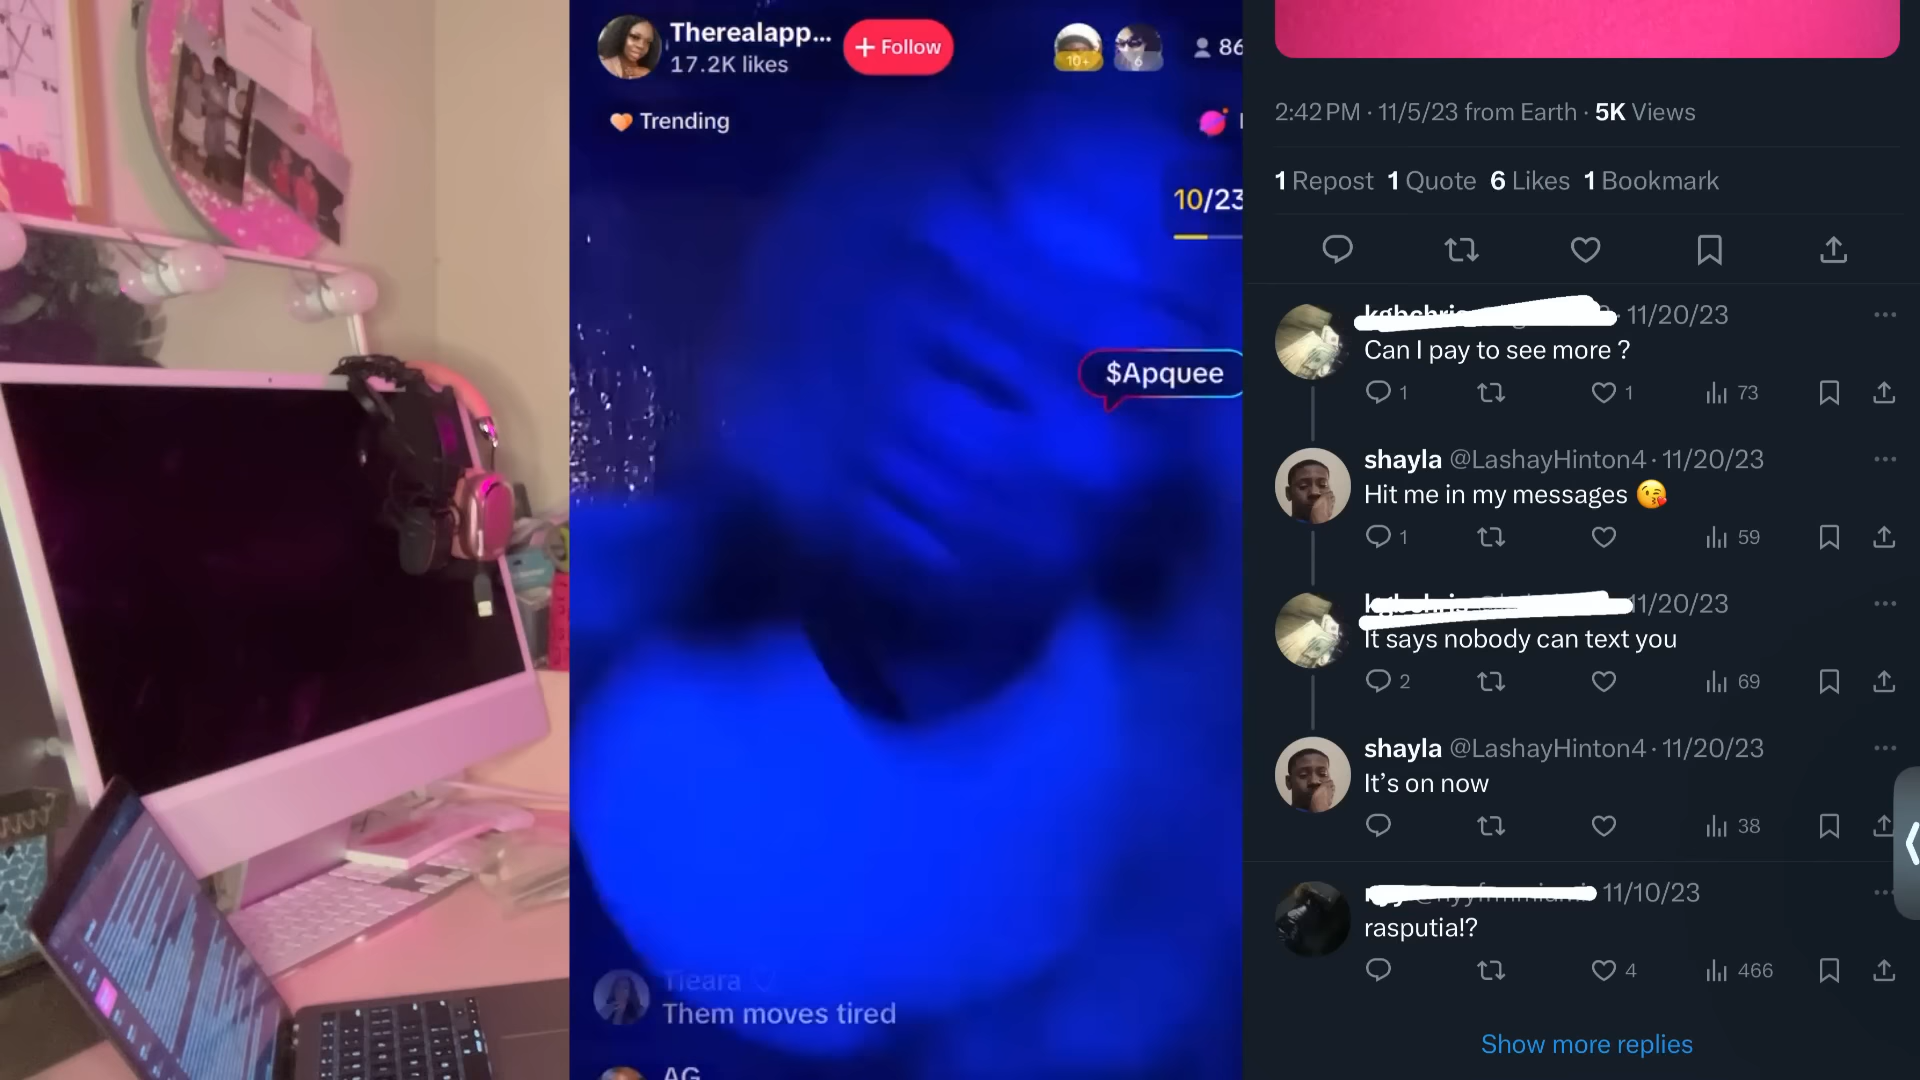 Therealapp...
+ Follow
17.2K likes
10+
6
86
Trending
10/23
$Apquee
Tieara
Them moves tired
AG
2:42 PM · 11/5/23 from Earth · 5K Views
1 Repost 1 Quote 6 Likes 1 Bookmark
· 11/20/23
Can I pay to see more ?
1 1 73
shayla @LashayHinton4 · 11/20/23
Hit me in my messages 😘
1 59
11/20/23
It says nobody can text you
2 69
shayla @LashayHinton4 · 11/20/23
It's on now
38
11/10/23
rasputia!?
4 466
Show more replies